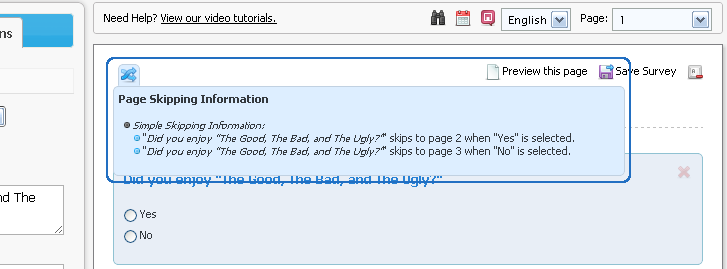 ns
Need Help? View our video tutorials.
English
Page: 1
Preview this page
Save Survey
Page Skipping Information
Simple Skipping Information:
"Did you enjoy "The Good, The Bad, and The Ugly?"" skips to page 2 when "Yes" is selected.
"Did you enjoy "The Good, The Bad, and The Ugly?"" skips to page 3 when "No" is selected.
Did you enjoy "The Good, The Bad, and The Ugly?"
nd The
Yes
No